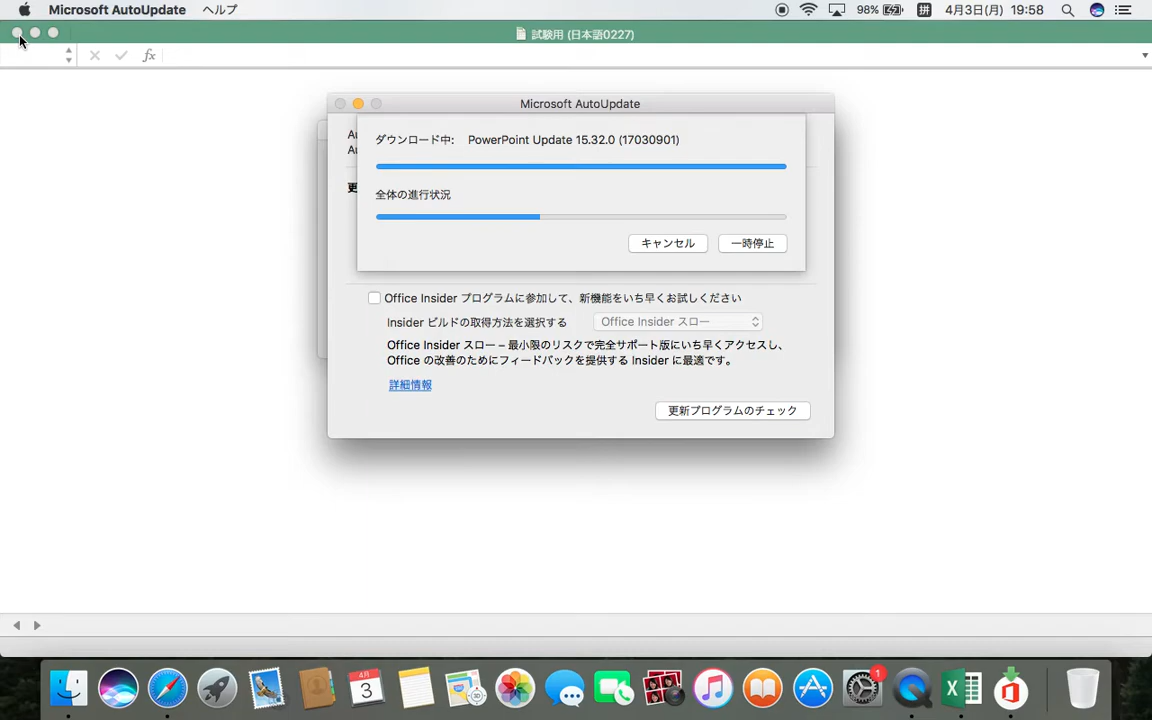 Microsoft AutoUpdate ヘルプ 98% 拼 4月3日(月) 19:58
試験用 (日本語0227)
fx
Microsoft AutoUpdate
Au
ダウンロード中: PowerPoint Update 15.32.0 (17030901)
Au
更
全体の進行状況
キャンセル 一時停止
Office Insider プログラムに参加して、新機能をいち早くお試しください
Insider ビルドの取得方法を選択する Office Insider スロー
Office Insider スロー – 最小限のリスクで完全サポート版にいち早くアクセスし、
Office の改善のためにフィードバックを提供する Insider に最適です。
詳細情報
更新プログラムのチェック
4月
3
1